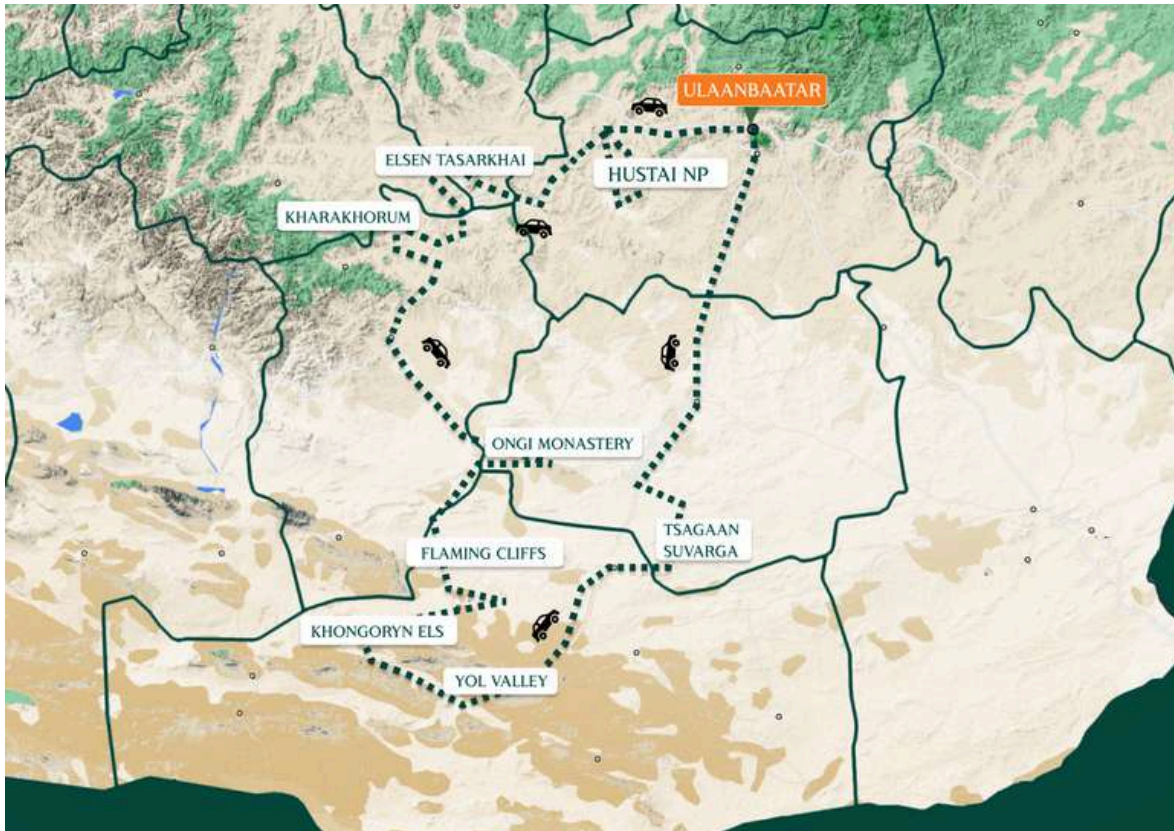 ULAANBAATAR
ELSEN TASARKHAI
HUSTAI NP
KHARAKHORUM
ONGI MONASTERY
TSAGAAN
SUVARGA
FLAMING CLIFFS
KHONGORYN ELS
YOL VALLEY